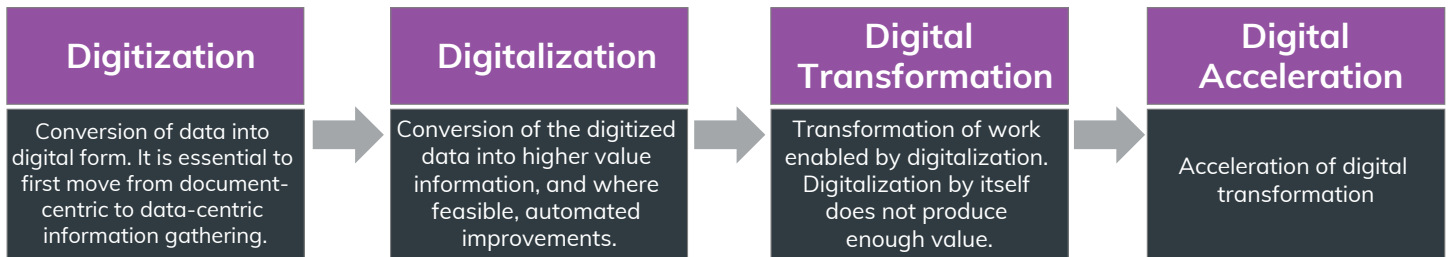 Digitization
Conversion of data into
digital form. It is essential to
first move from document-
centric to data-centric
information gathering.
Digitalization
Conversion of the digitized
data into higher value
information, and where
feasible, automated
improvements.
Digital
Transformation
Transformation of work
enabled by digitalization.
Digitalization by itself
does not produce
enough value.
Digital
Acceleration
Acceleration of digital
transformation